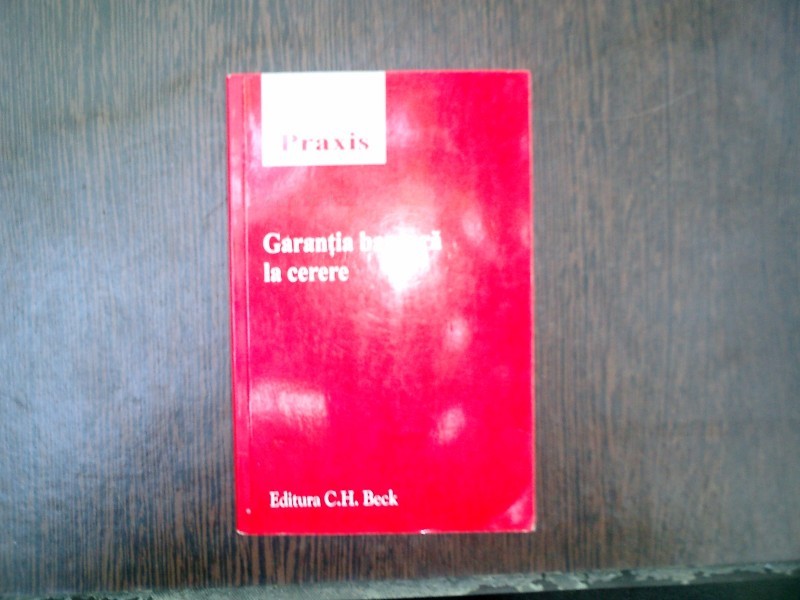 Praxis
Garanția
la cerere
Editura C.H. Beck